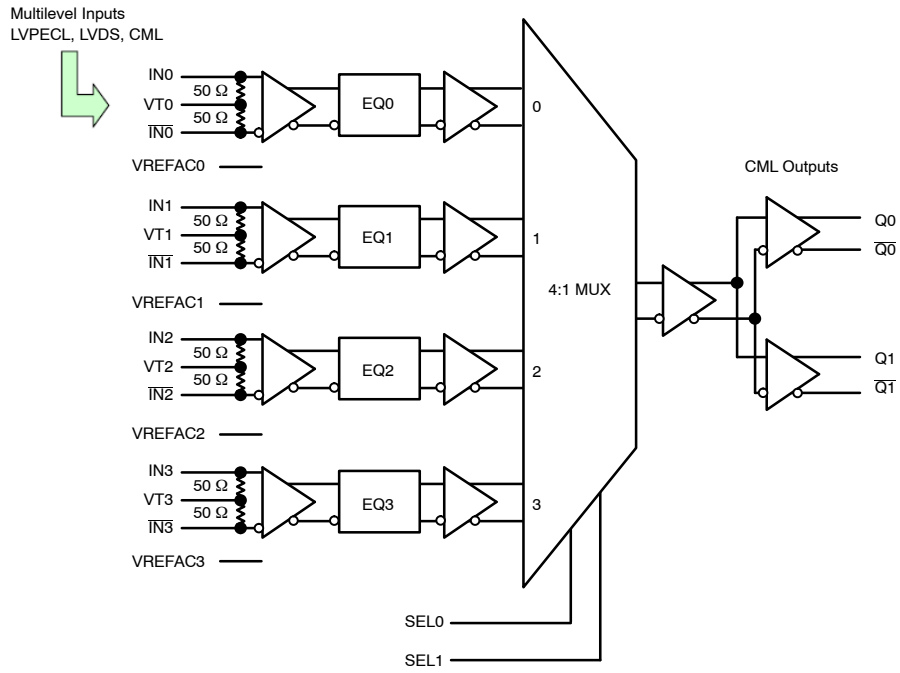 Multilevel Inputs
LVPECL, LVDS, CML
IN0
50 Ω
VT0
50 Ω
IN0
VREFAC0
EQ0
0
IN1
50 Ω
VT1
50 Ω
IN1
VREFAC1
EQ1
1
IN2
50 Ω
VT2
50 Ω
IN2
VREFAC2
EQ2
2
IN3
50 Ω
VT3
50 Ω
IN3
VREFAC3
EQ3
3
4:1 MUX
SEL0
SEL1
CML Outputs
Q0
Q0
Q1
Q1